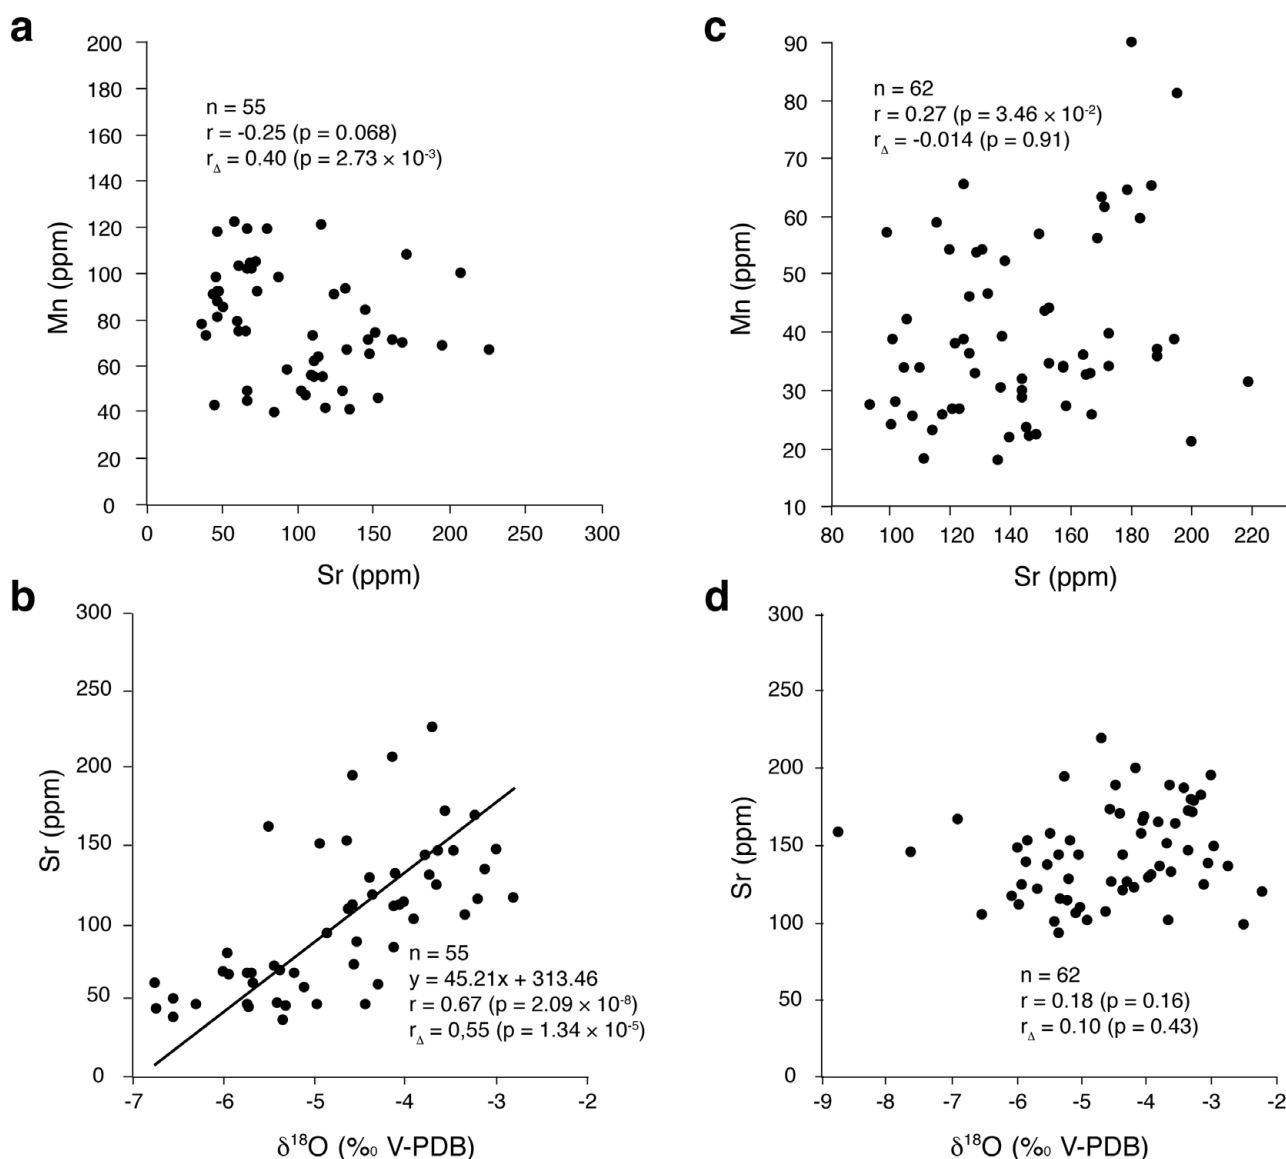 a
200
180
160
140
120
100
80
60
40
20
0
Mn (ppm)
n = 55
r = -0.25 (p = 0.068)
rΔ = 0.40 (p = 2.73 × 10-3)
0 50 100 150 200 250 300
Sr (ppm)
c
90
80
70
60
50
40
30
20
10
Mn (ppm)
n = 62
r = 0.27 (p = 3.46 × 10-2)
rΔ = -0.014 (p = 0.91)
80 100 120 140 160 180 200 220
Sr (ppm)
b
300
250
200
150
100
50
0
Sr (ppm)
n = 55
y = 45.21x + 313.46
r = 0.67 (p = 2.09 × 10-8)
rΔ = 0,55 (p = 1.34 × 10-5)
-7 -6 -5 -4 -3 -2
δ18O (‰ V-PDB)
d
300
250
200
150
100
50
0
Sr (ppm)
n = 62
r = 0.18 (p = 0.16)
rΔ = 0.10 (p = 0.43)
-9 -8 -7 -6 -5 -4 -3 -2
δ18O (‰ V-PDB)